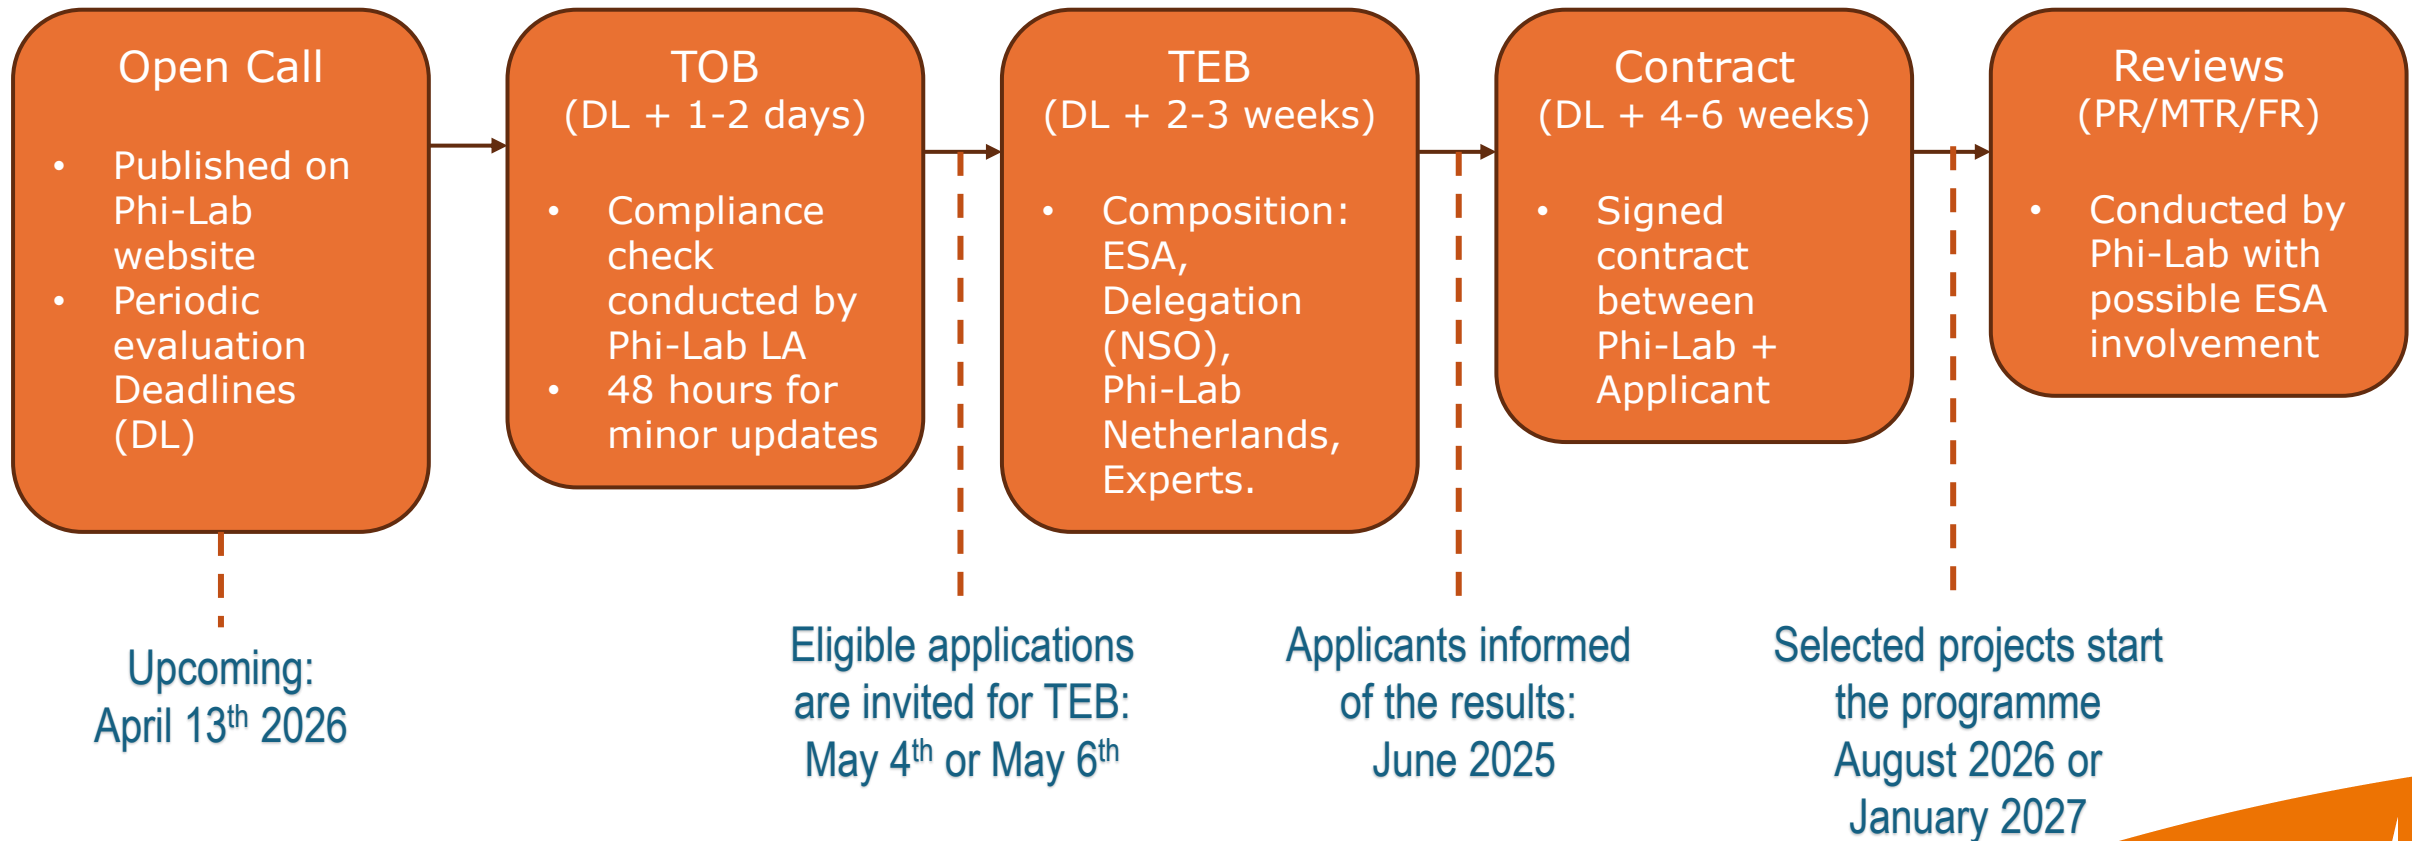 Open Call
• Published on
Phi-Lab
website
• Periodic
evaluation
Deadlines
(DL)
TOB
(DL + 1-2 days)
• Compliance
check
conducted by
Phi-Lab LA
• 48 hours for
minor updates
TEB
(DL + 2-3 weeks)
• Composition:
ESA,
Delegation
(NSO),
Phi-Lab
Netherlands,
Experts.
Contract
(DL + 4-6 weeks)
• Signed
contract
between
Phi-Lab +
Applicant
Reviews
(PR/MTR/FR)
• Conducted by
Phi-Lab with
possible ESA
involvement
Upcoming:
April 13th 2026
Eligible applications
are invited for TEB:
May 4th or May 6th
Applicants informed
of the results:
June 2025
Selected projects start
the programme
August 2026 or
January 2027